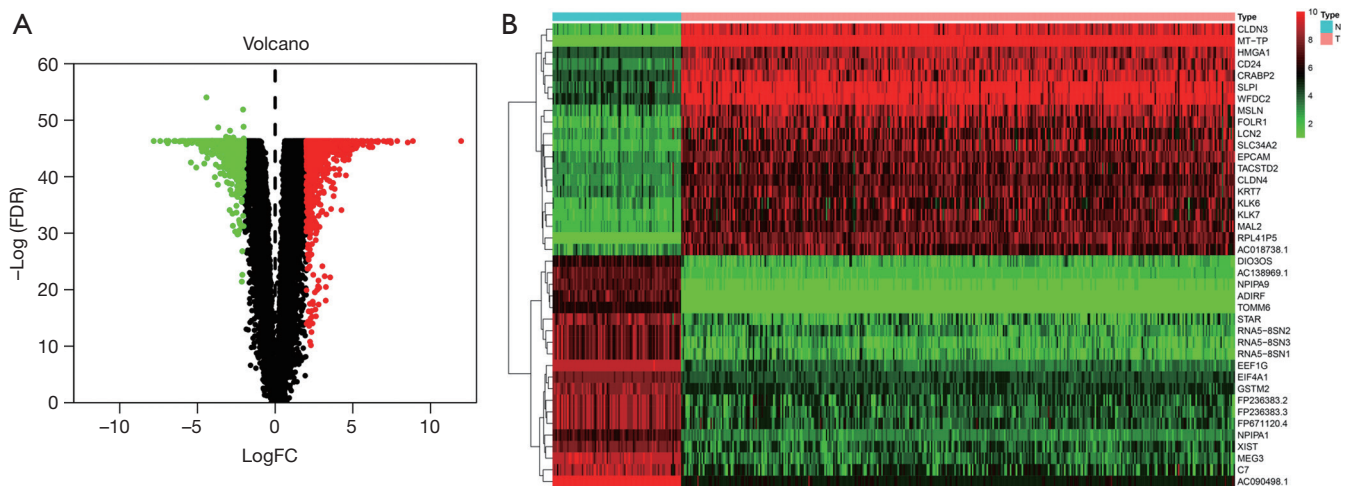 A
Volcano
60
50
40
30
20
10
0
−Log (FDR)
−10
−5
0
5
10
LogFC
B
Type
CLDN3
MT−TP
HMGA1
CD24
CRABP2
SLPI
WFDC2
MSLN
FOLR1
LCN2
SLC34A2
EPCAM
TACSTD2
CLDN4
KRT7
KLK6
KLK7
MAL2
RPL41P5
AC018738.1
DIO3OS
AC138969.1
NPIPA9
ADIRF
TOMM6
STAR
RNA5−8SN2
RNA5−8SN3
RNA5−8SN1
EEF1G
EIF4A1
GSTM2
FP236383.2
FP236383.3
FP671120.4
NPIPA1
XIST
MEG3
C7
AC090498.1
10
8
6
4
2
Type
N
T